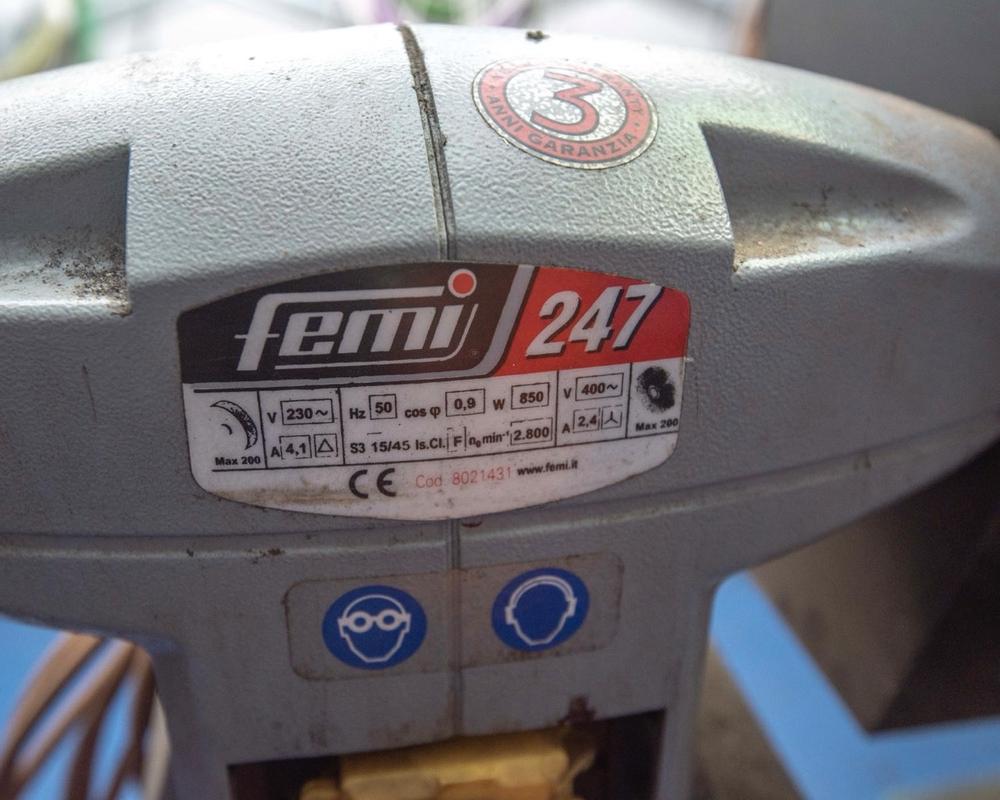 3
ANNI GARANZIA
femi 247
V 230~ Hz 50 cos φ 0,9 W 850 V 400~
Max 200 A 4,1 △ S3 15/45 Is.Cl. F n₀ min⁻¹ 2.800 A 2,4 Max 200
CE Cod. 8021431 www.femi.it